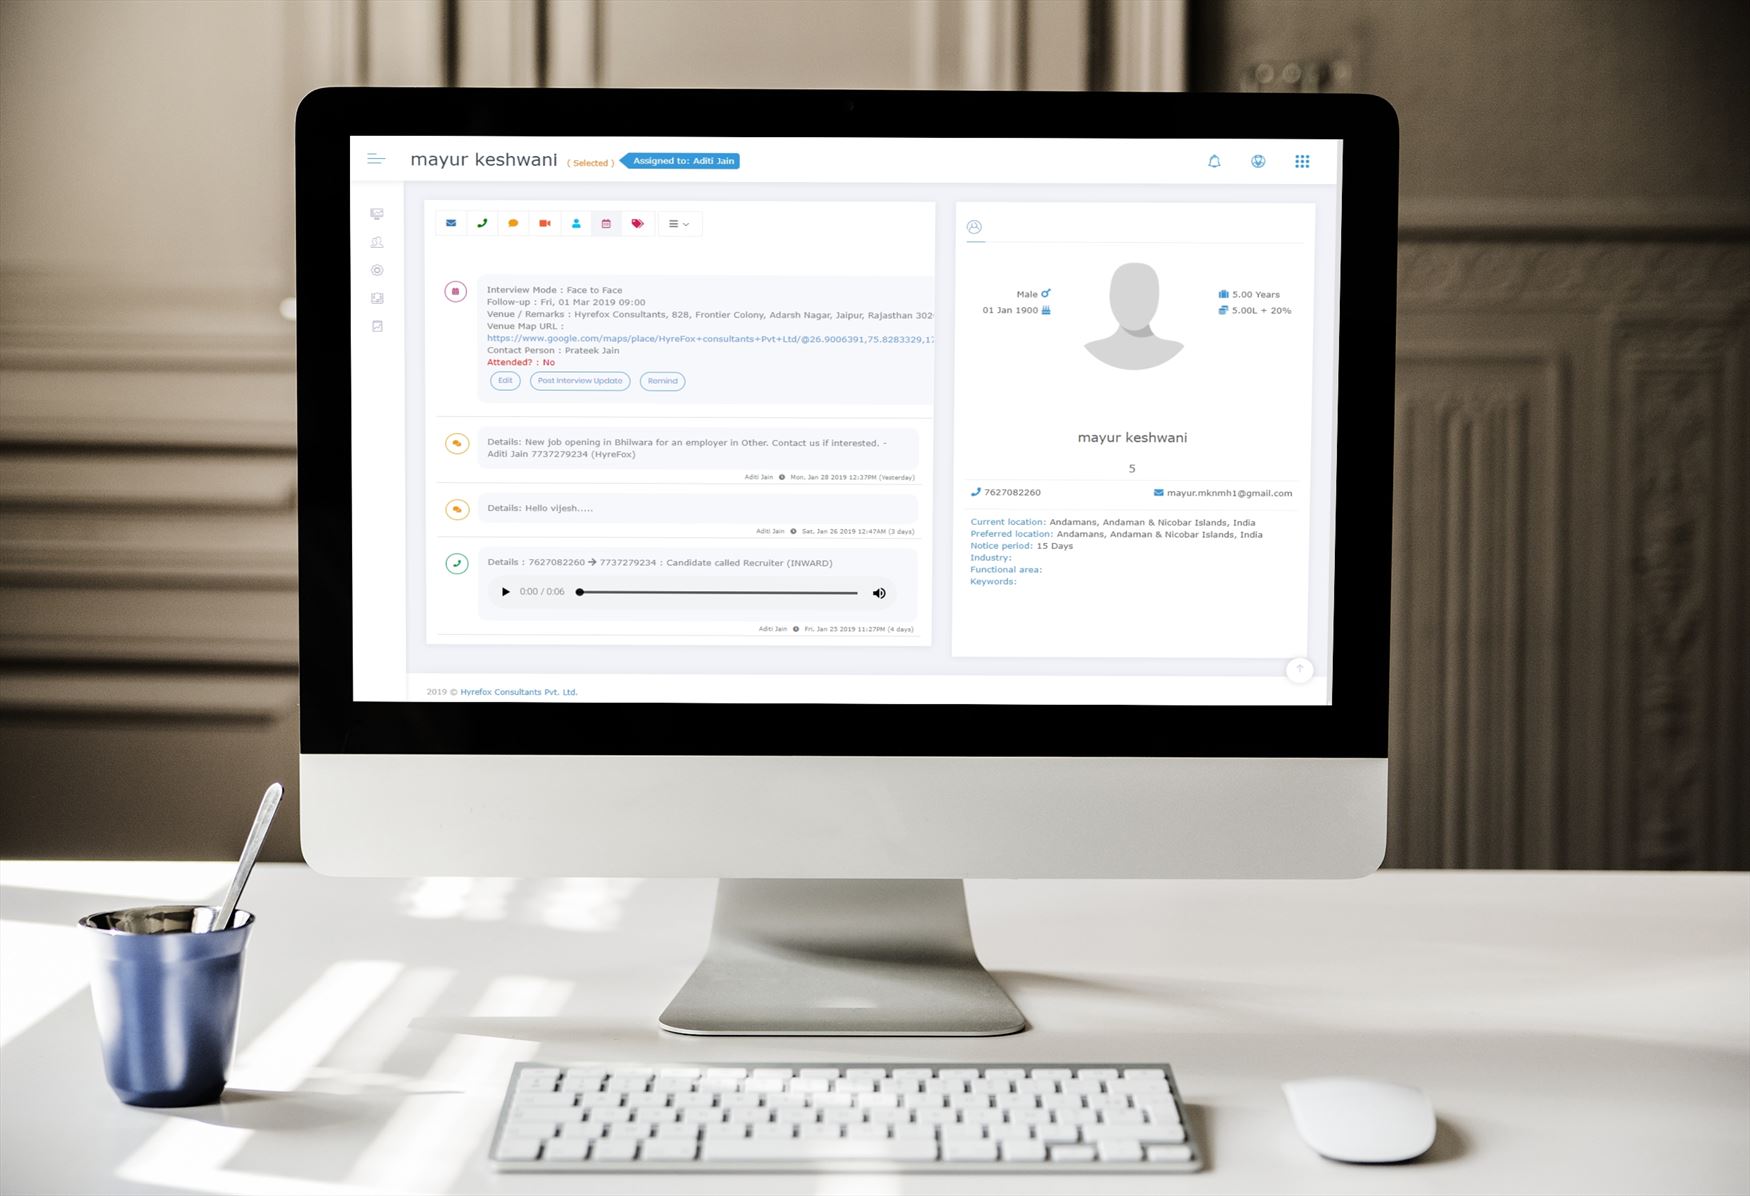 mayur keshwani ( Selected ) Assigned to: Aditi Jain
Interview Mode : Face to Face
Follow-up : Fri, 01 Mar 2019 09:00
Venue / Remarks : Hyrefox Consultants, 828, Frontier Colony, Adarsh Nagar, Jaipur, Rajasthan 302
Venue Map URL :
https://www.google.com/maps/place/HyreFox+consultants+Pvt+Ltd/@26.9006391,75.8283329,17
Contact Person : Prateek Jain
Attended? : No
Edit Post Interview Update Remind
Details: New job opening in Bhilwara for an employer in Other. Contact us if interested. -
Aditi Jain 7737279234 (HyreFox)
Aditi Jain Mon, Jan 28 2019 12:37PM (Yesterday)
Details: Hello vijesh.....
Aditi Jain Sat, Jan 26 2019 12:47AM (3 days)
Details : 7627082260 → 7737279234 : Candidate called Recruiter (INWARD)
0:00 / 0:06
Aditi Jain Fri, Jan 25 2019 11:27PM (4 days)
Male 5.00 Years
01 Jan 1900 5.00L + 20%
mayur keshwani
5
7627082260 mayur.mknmh1@gmail.com
Current location: Andamans, Andaman & Nicobar Islands, India
Preferred location: Andamans, Andaman & Nicobar Islands, India
Notice period: 15 Days
Industry:
Functional area:
Keywords:
2019 © Hyrefox Consultants Pvt. Ltd.